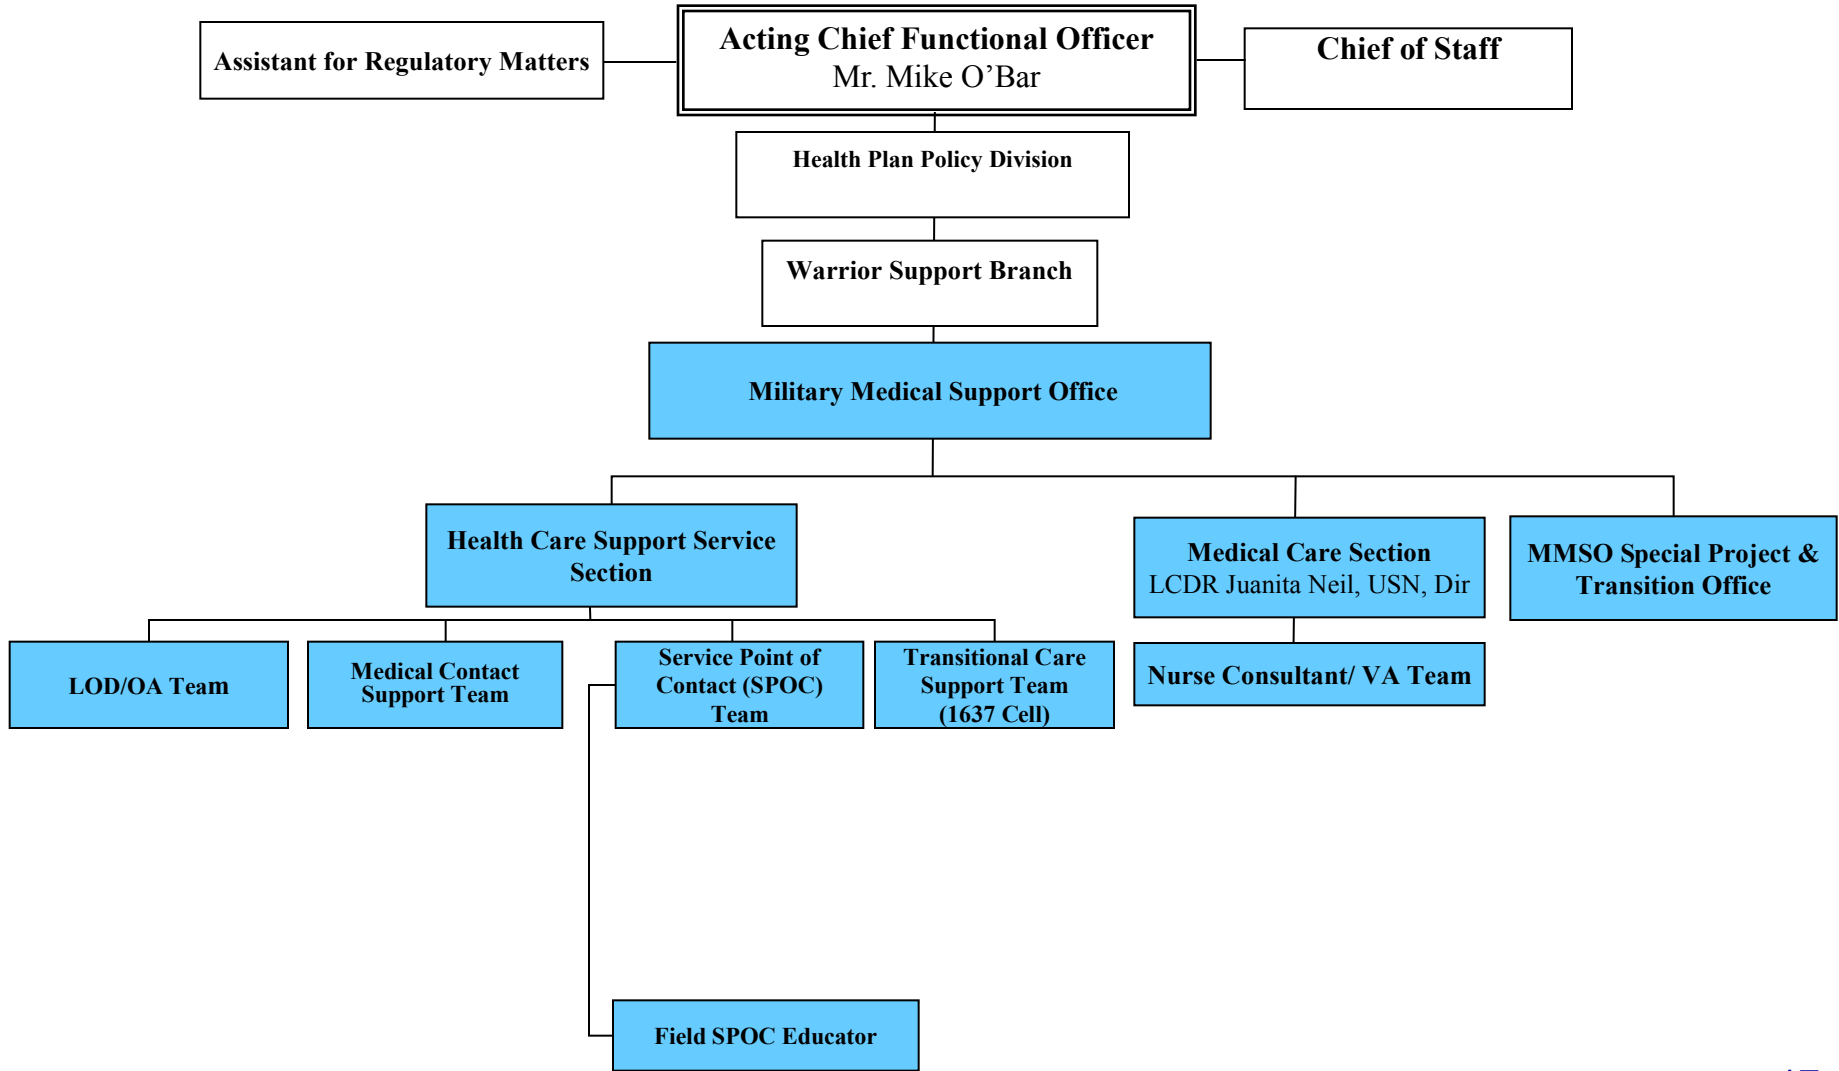 Assistant for Regulatory Matters
Acting Chief Functional Officer
Mr. Mike O’Bar
Chief of Staff
Health Plan Policy Division
Warrior Support Branch
Military Medical Support Office
Health Care Support Service
Section
Medical Care Section
LCDR Juanita Neil, USN, Dir
MMSO Special Project &
Transition Office
LOD/OA Team
Medical Contact
Support Team
Service Point of
Contact (SPOC)
Team
Transitional Care
Support Team
(1637 Cell)
Nurse Consultant/ VA Team
Field SPOC Educator